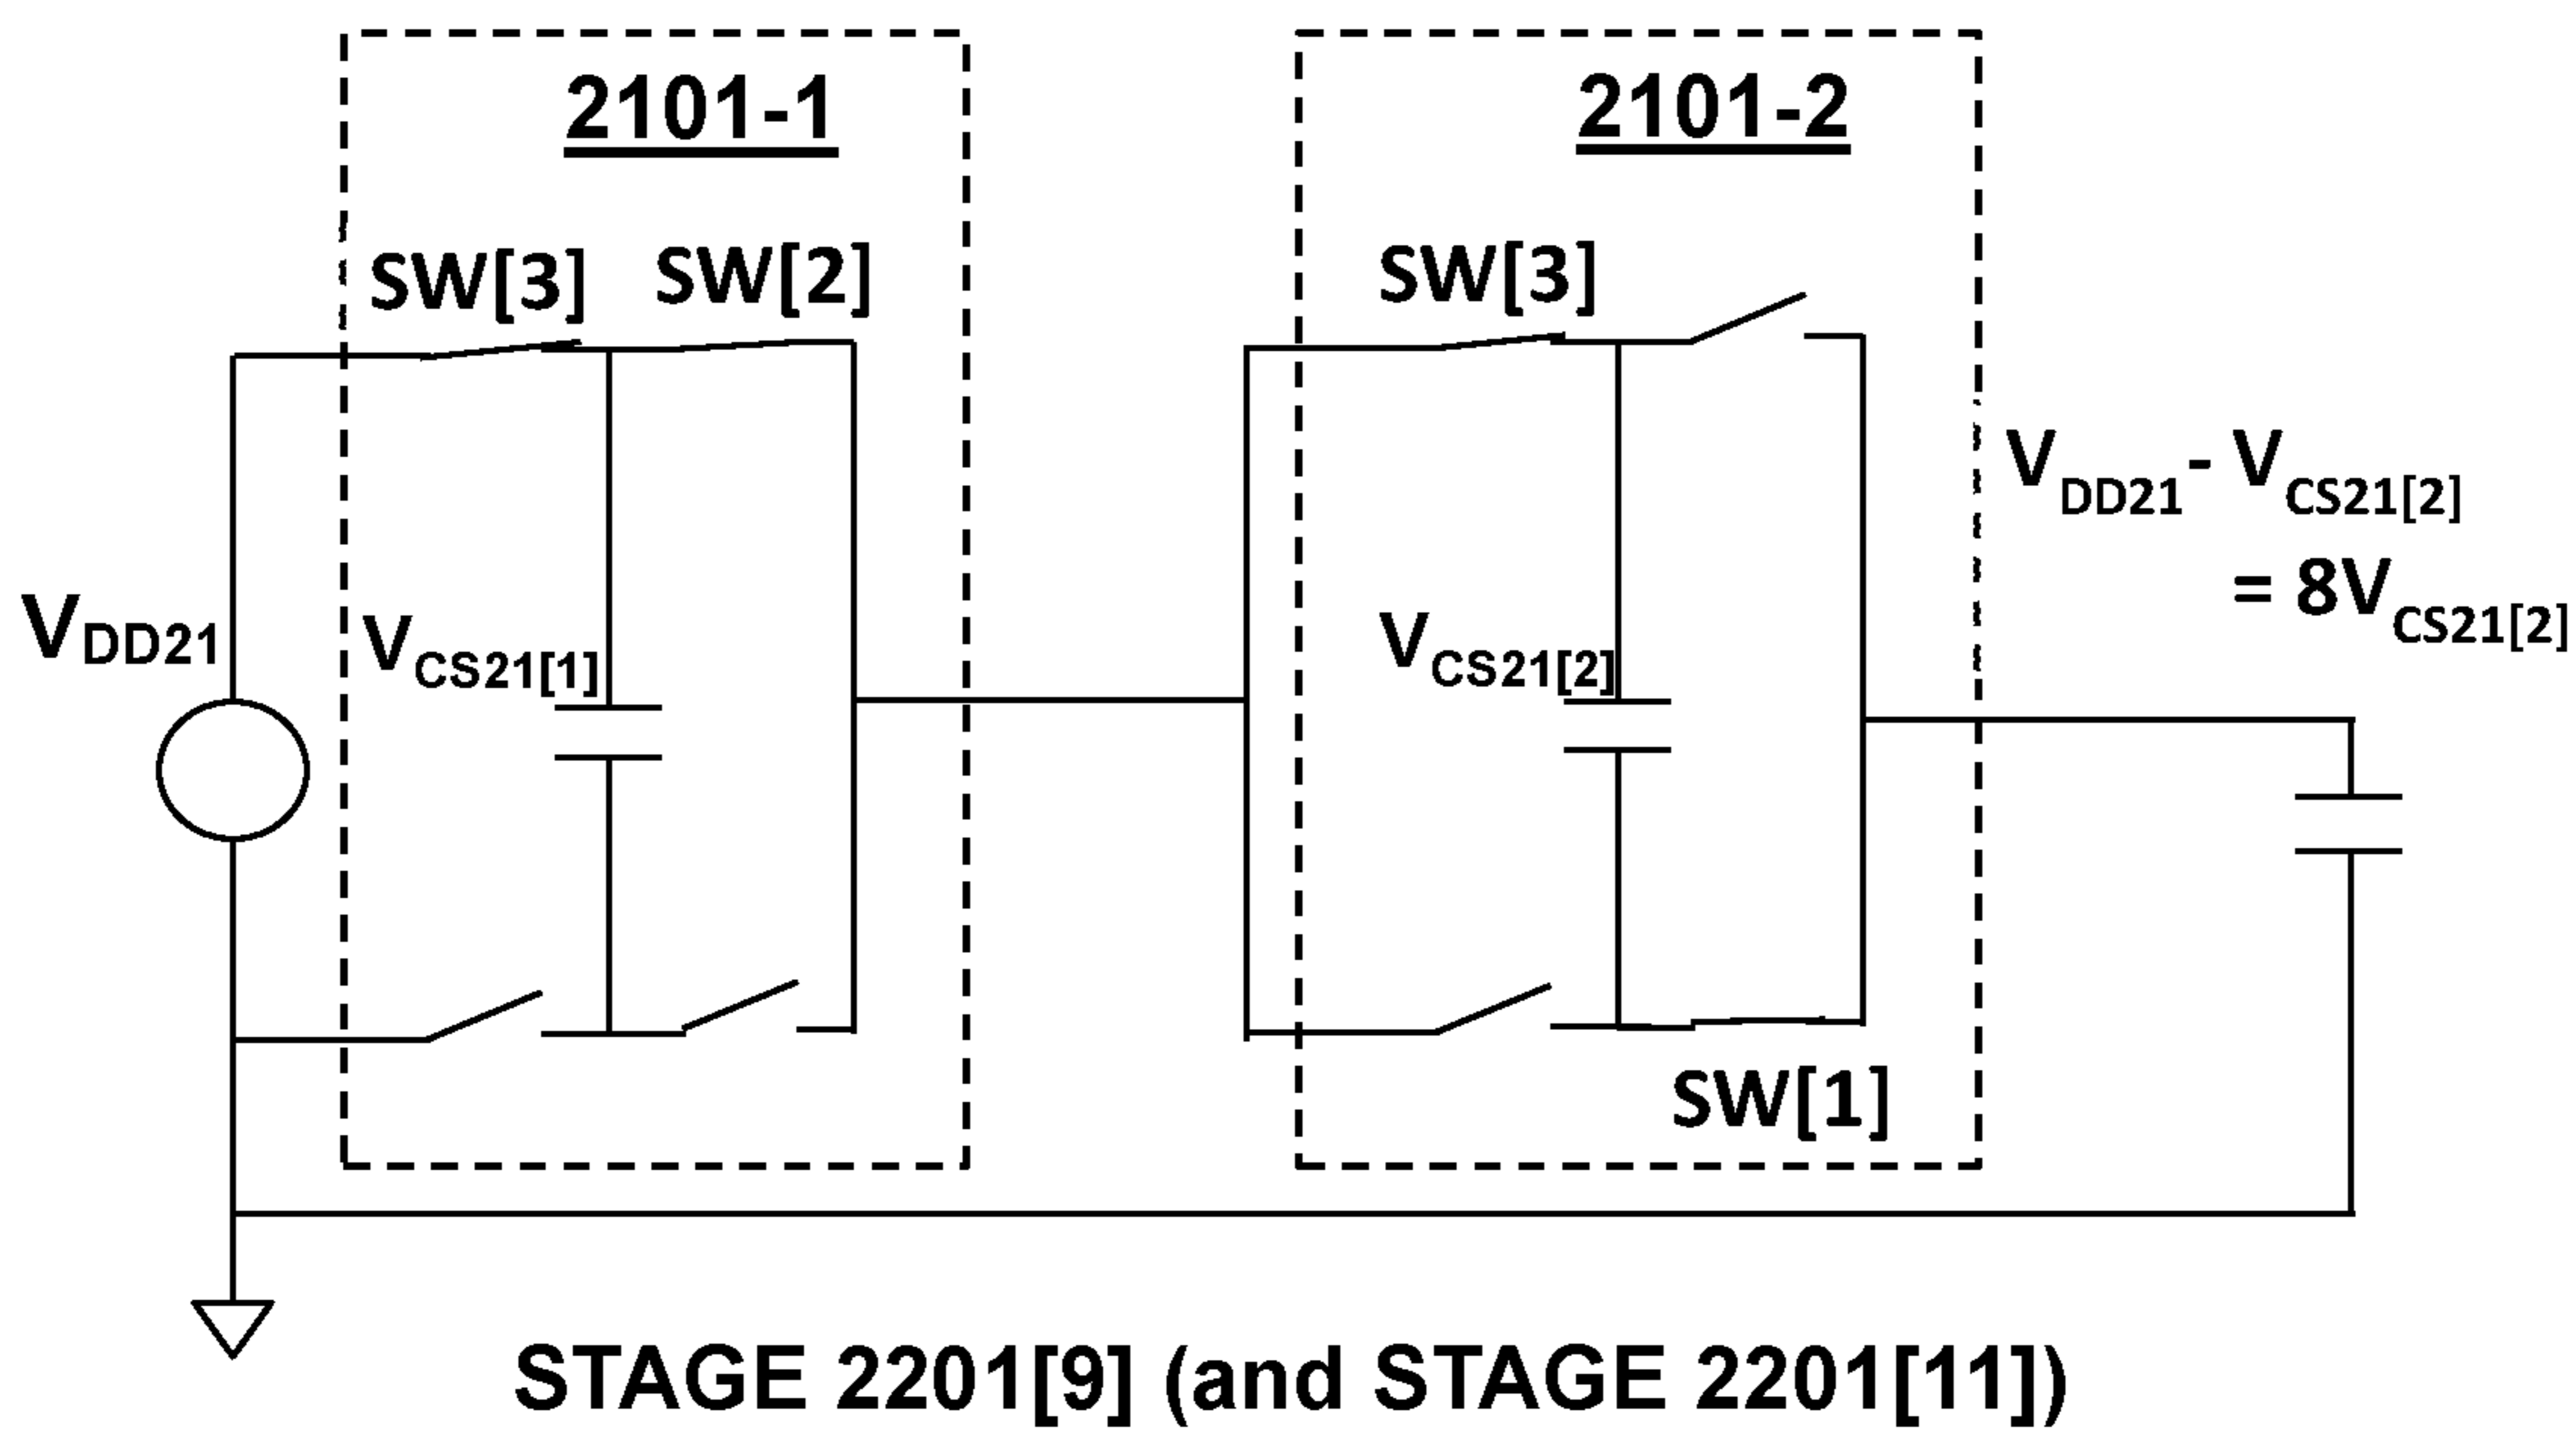 2101-1
2101-2
SW[3]
SW[2]
SW[3]
VDD21
VCS21[1]
VCS21[2]
VDD21- VCS21[2]
= 8VCS21[2]
SW[1]
STAGE 2201[9] (and STAGE 2201[11])